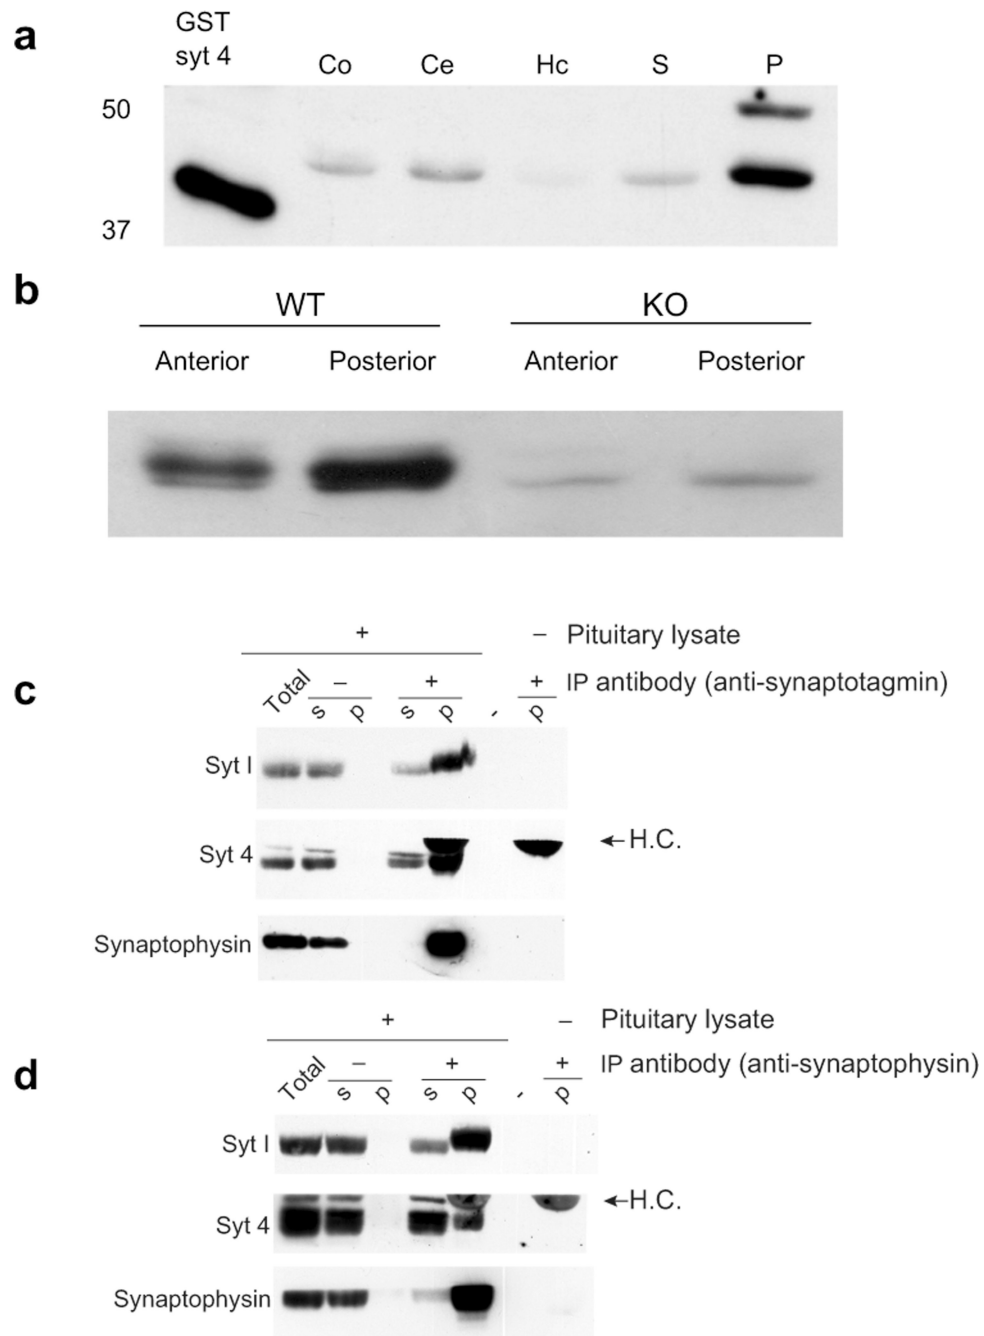 a
GST
syt 4
Co Ce Hc S P
50
37
b
WT KO
Anterior Posterior Anterior Posterior
c
+ – Pituitary lysate
Total – + + IP antibody (anti-synaptotagmin)
s p s p - p
Syt I
Syt 4 ←H.C.
Synaptophysin
d
+ – Pituitary lysate
Total – + + IP antibody (anti-synaptophysin)
s p s p - p
Syt I
←H.C.
Syt 4
Synaptophysin